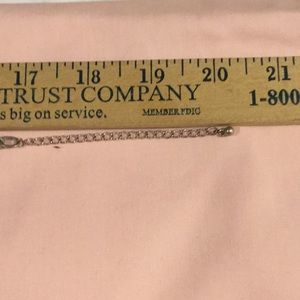 17 18 19 20 21
TRUST COMPANY 1-800
s big on service. MEMBER FDIC